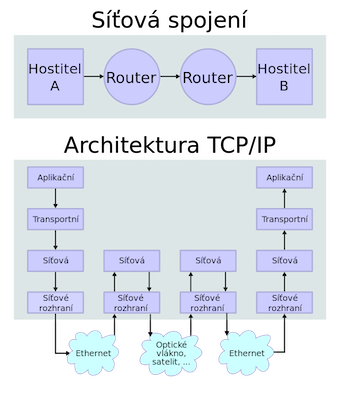 Síťová spojení
Hostitel
A
Router
Router
Hostitel
B
Architektura TCP/IP
Aplikační
Aplikační
Transportní
Transportní
Síťová
Síťová
Síťová
Síťová
Síťové
rozhraní
Síťové
rozhraní
Síťové
rozhraní
Síťové
rozhraní
Ethernet
Optické
vlákno,
satelit, ...
Ethernet